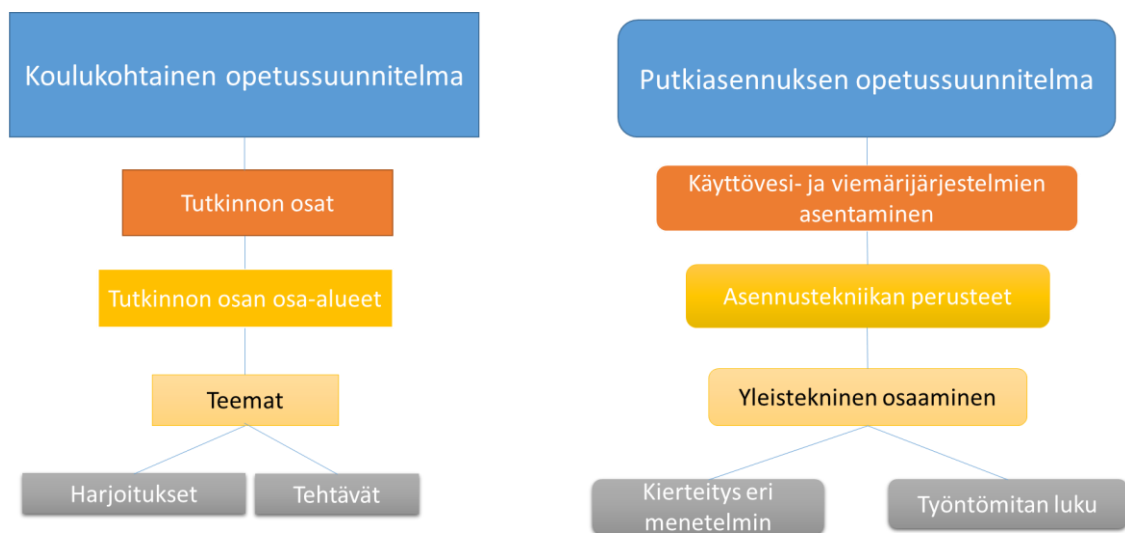 Koulukohtainen opetussuunnitelma
Tutkinnon osat
Tutkinnon osan osa-alueet
Teemat
Harjoitukset
Tehtävät
Putkiasennuksen opetussuunnitelma
Käyttövesi- ja viemärijärjestelmien
asentaminen
Asennustekniikan perusteet
Yleistekninen osaaminen
Kierteitys eri
menetelmin
Työntömitan luku